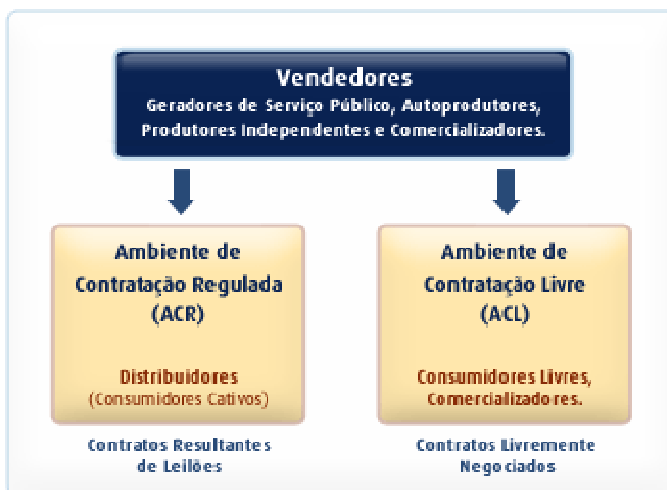 Vendedores
Geradores de Serviço Público, Autoprodutores,
Produtores Independentes e Comercializadores.
Ambiente de
Contratação Regulada
(ACR)
Distribuidores
(Consumidores Cativos)
Contratos Resultantes
de Leilões
Ambiente de
Contratação Livre
(ACL)
Consumidores Livres,
Comercializadores.
Contratos Livremente
Negociados